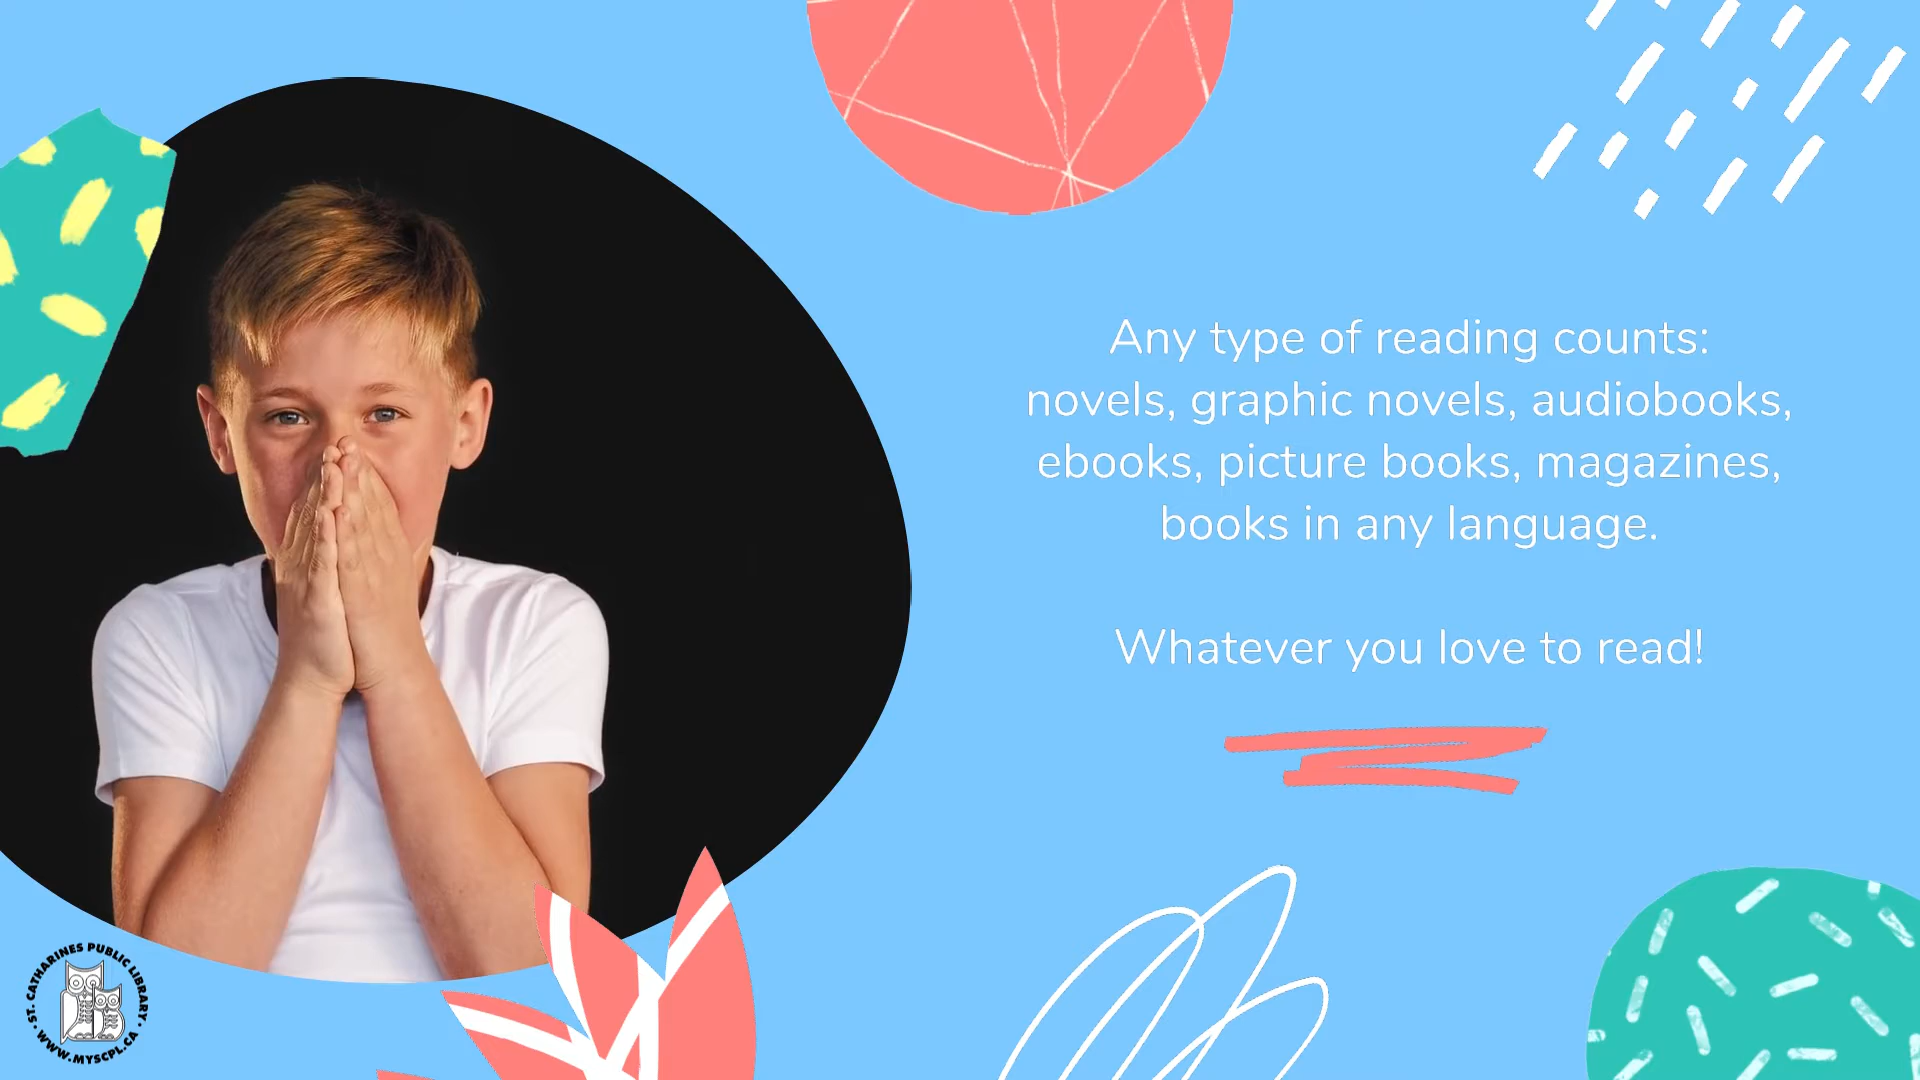 Any type of reading counts:
novels, graphic novels, audiobooks,
ebooks, picture books, magazines,
books in any language.
Whatever you love to read!
ST. CATHARINES PUBLIC LIBRARY
WWW.MYSCPL.CA